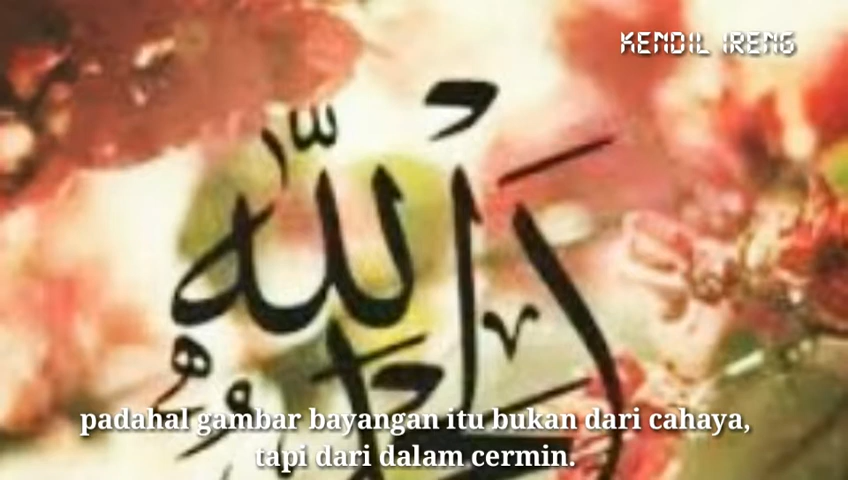 KENDIL IRENG
الله
padahal gambar bayangan itu bukan dari cahaya,
tapi dari dalam cermin.